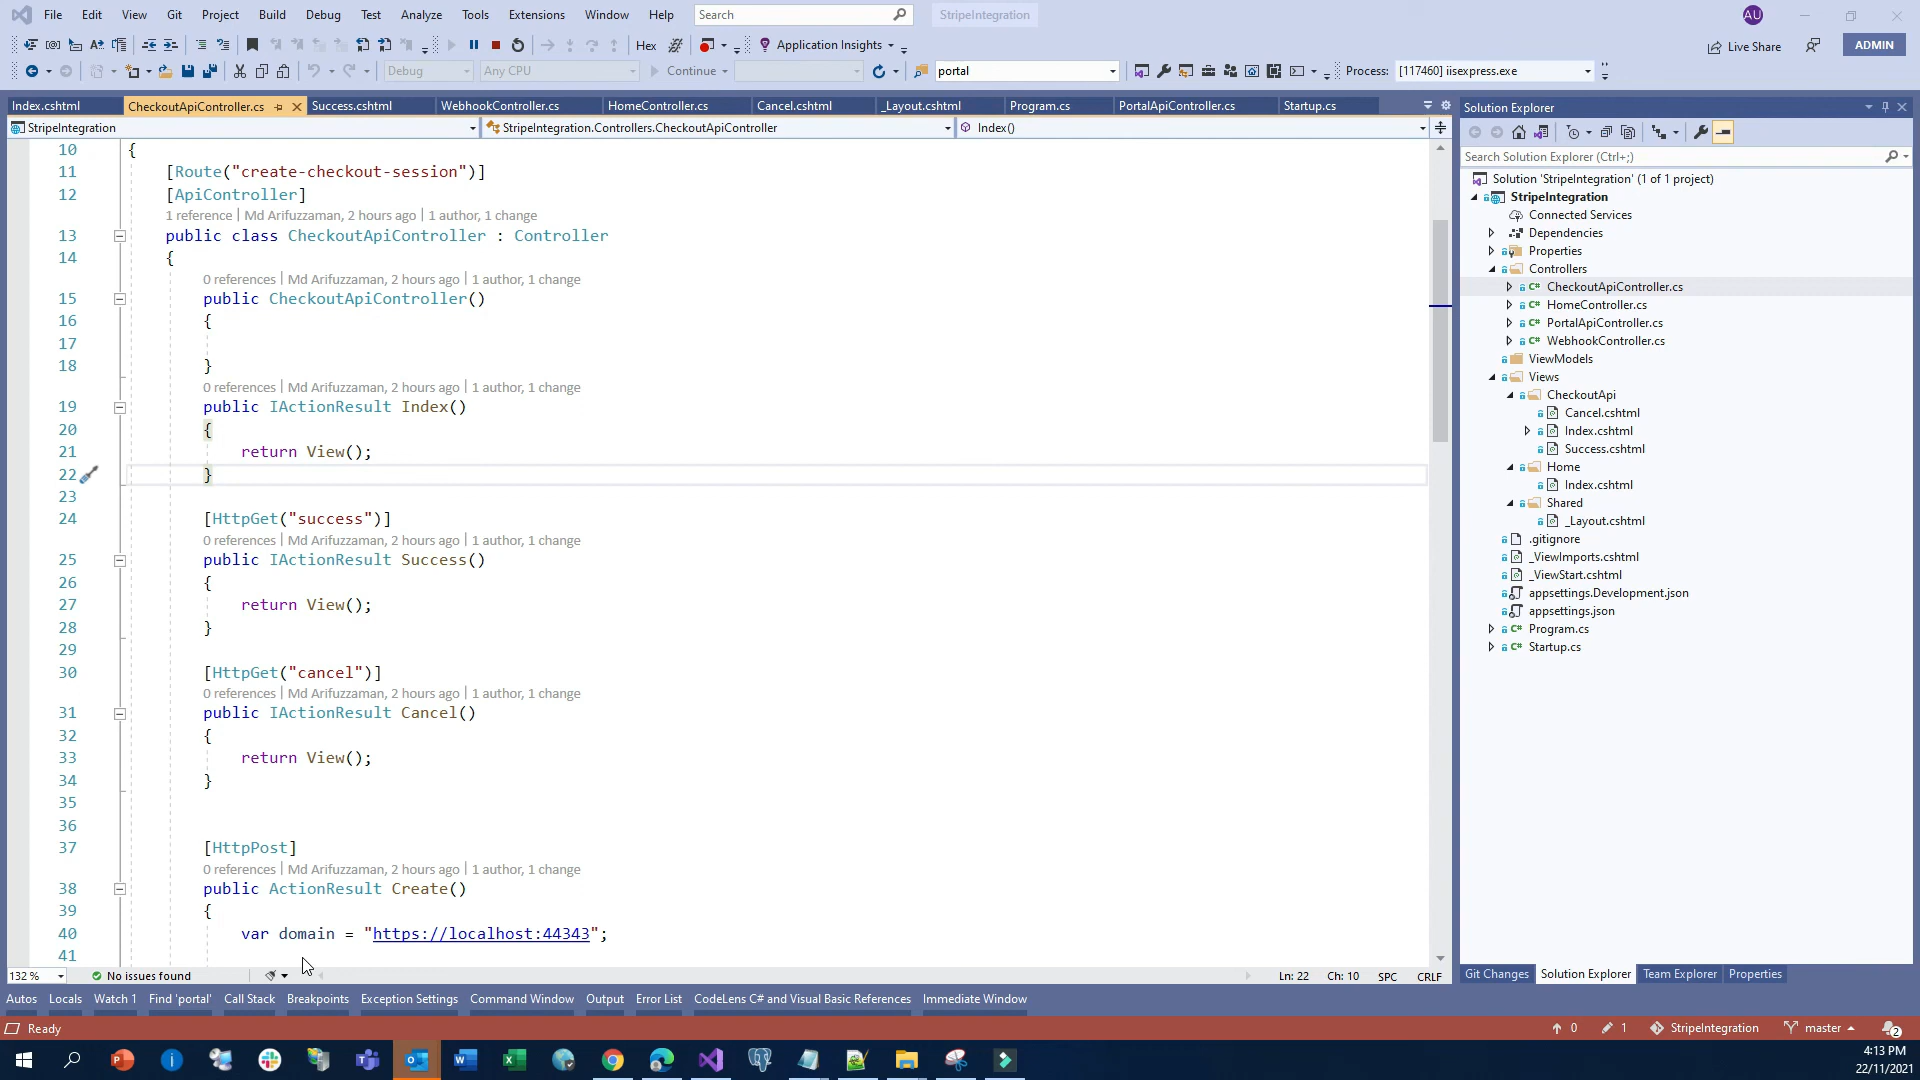 File Edit View Git Project Build Debug Test Analyze Tools Extensions Window Help Search StripeIntegration AU
Hex Application Insights Live Share ADMIN
Debug Any CPU Continue portal Process: [117460] iisexpress.exe
Index.cshtml CheckoutApiController.cs Success.cshtml WebhookController.cs HomeController.cs Cancel.cshtml _Layout.cshtml Program.cs PortalApiController.cs Startup.cs
StripeIntegration StripeIntegration.Controllers.CheckoutApiController Index()
10 {
11 [Route("create-checkout-session")]
12 [ApiController]
1 reference | Md Arifuzzaman, 2 hours ago | 1 author, 1 change
13 public class CheckoutApiController : Controller
14 {
0 references | Md Arifuzzaman, 2 hours ago | 1 author, 1 change
15 public CheckoutApiController()
16 {
17
18 }
0 references | Md Arifuzzaman, 2 hours ago | 1 author, 1 change
19 public IActionResult Index()
20 {
21 return View();
22 }
23
24 [HttpGet("success")]
0 references | Md Arifuzzaman, 2 hours ago | 1 author, 1 change
25 public IActionResult Success()
26 {
27 return View();
28 }
29
30 [HttpGet("cancel")]
0 references | Md Arifuzzaman, 2 hours ago | 1 author, 1 change
31 public IActionResult Cancel()
32 {
33 return View();
34 }
35
36
37 [HttpPost]
0 references | Md Arifuzzaman, 2 hours ago | 1 author, 1 change
38 public ActionResult Create()
39 {
40 var domain = "https://localhost:44343";
41
132 % No issues found Ln: 22 Ch: 10 SPC CRLF
Solution Explorer
Search Solution Explorer (Ctrl+;)
Solution 'StripeIntegration' (1 of 1 project)
StripeIntegration
Connected Services
Dependencies
Properties
Controllers
C# CheckoutApiController.cs
C# HomeController.cs
C# PortalApiController.cs
C# WebhookController.cs
ViewModels
Views
CheckoutApi
Cancel.cshtml
Index.cshtml
Success.cshtml
Home
Index.cshtml
Shared
_Layout.cshtml
.gitignore
_ViewImports.cshtml
_ViewStart.cshtml
appsettings.Development.json
appsettings.json
C# Program.cs
C# Startup.cs
Git Changes Solution Explorer Team Explorer Properties
Autos Locals Watch 1 Find 'portal' Call Stack Breakpoints Exception Settings Command Window Output Error List CodeLens C# and Visual Basic References Immediate Window
Ready 0 1 StripeIntegration master 2
4:13 PM
22/11/2021